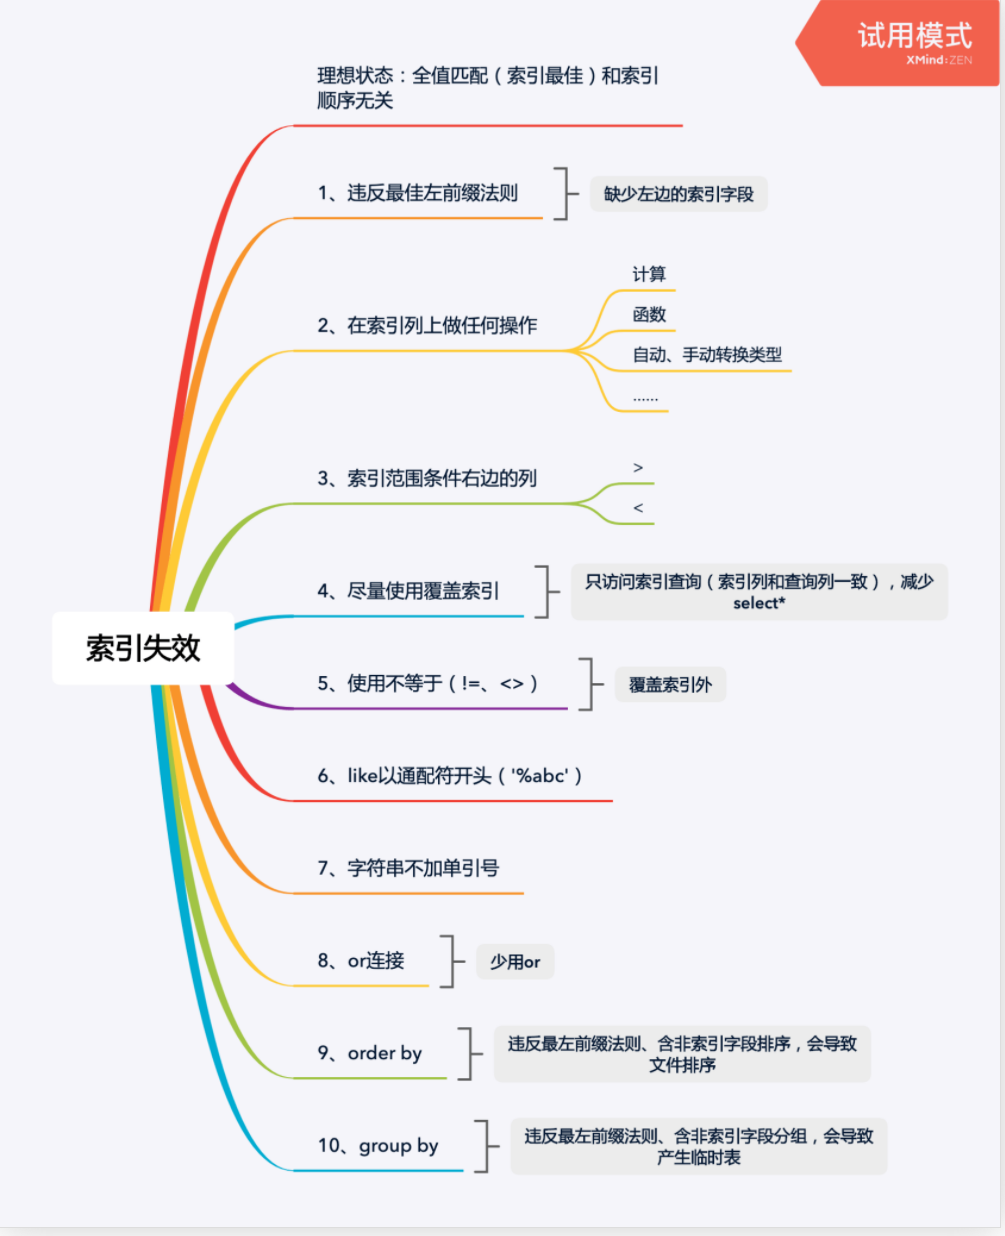 试用模式
XMind:ZEN
理想状态：全值匹配（索引最佳）和索引
顺序无关
1、违反最佳左前缀法则
缺少左边的索引字段
2、在索引列上做任何操作
计算
函数
自动、手动转换类型
......
3、索引范围条件右边的列
>
<
4、尽量使用覆盖索引
只访问索引查询（索引列和查询列一致），减少
select*
索引失效
5、使用不等于（!=、<>）
覆盖索引外
6、like以通配符开头（'%abc'）
7、字符串不加单引号
8、or连接
少用or
9、order by
违反最左前缀法则、含非索引字段排序，会导致
文件排序
10、group by
违反最左前缀法则、含非索引字段分组，会导致
产生临时表